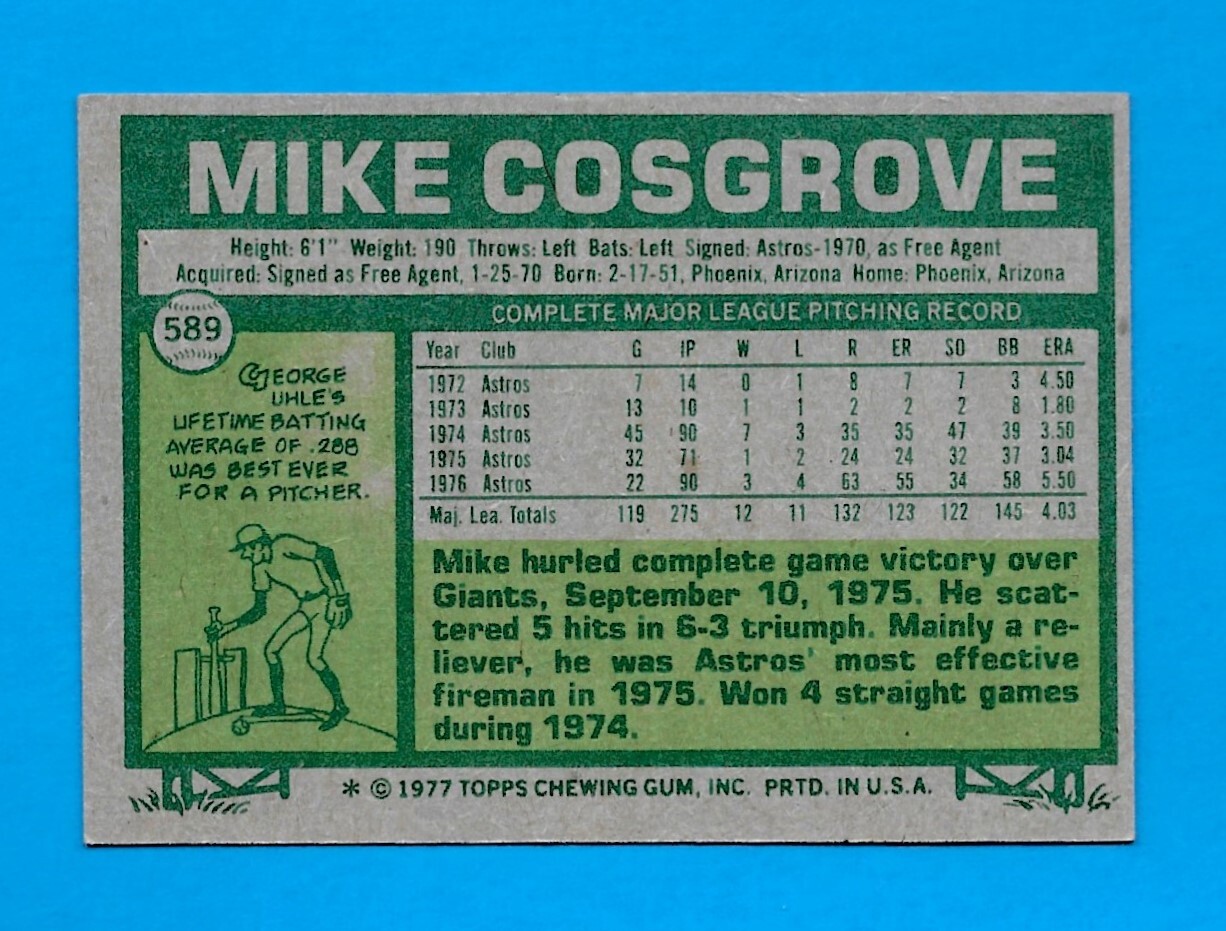 MIKE COSGROVE
Height: 6'1" Weight: 190 Throws: Left Bats: Left Signed: Astros-1970, as Free Agent
Acquired: Signed as Free Agent, 1-25-70 Born: 2-17-51, Phoenix, Arizona Home: Phoenix, Arizona
589
GEORGE
UHLE'S
LIFETIME BATTING
AVERAGE OF .288
WAS BEST EVER
FOR A PITCHER.
COMPLETE MAJOR LEAGUE PITCHING RECORD
Year Club G IP W L R ER SO BB ERA
1972 Astros 7 14 0 1 8 7 7 3 4.50
1973 Astros 13 10 1 1 2 2 2 8 1.80
1974 Astros 45 90 7 3 35 35 47 39 3.50
1975 Astros 32 71 1 2 24 24 32 37 3.04
1976 Astros 22 90 3 4 63 55 34 58 5.50
Maj. Lea. Totals 119 275 12 11 132 123 122 145 4.03
Mike hurled complete game victory over
Giants, September 10, 1975. He scat-
tered 5 hits in 6-3 triumph. Mainly a re-
liever, he was Astros' most effective
fireman in 1975. Won 4 straight games
during 1974.
* © 1977 TOPPS CHEWING GUM, INC. PRTD. IN U.S.A.